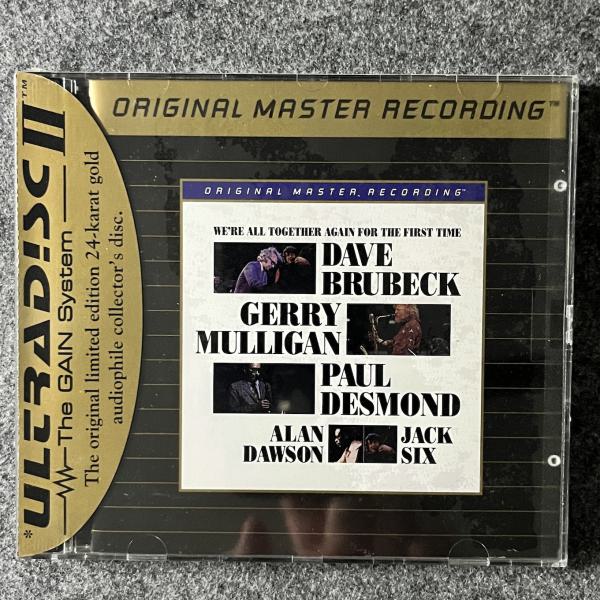 ORIGINAL MASTER RECORDING™
*ULTRADISC II™
The GAIN System
The original limited edition 24-karat gold
audiophile collector's disc.
ORIGINAL MASTER RECORDING™
WE'RE ALL TOGETHER AGAIN FOR THE FIRST TIME
DAVE
BRUBECK
GERRY
MULLIGAN
PAUL
DESMOND
ALAN
DAWSON
JACK
SIX